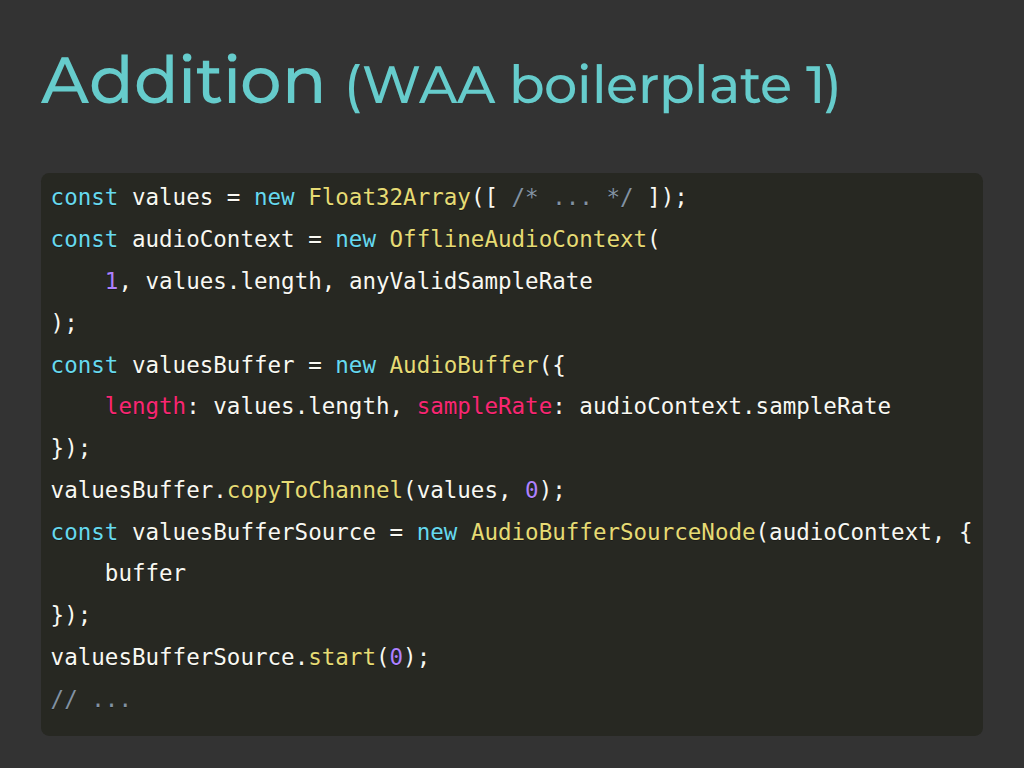 Addition (WAA boilerplate 1)
const values = new Float32Array([ /* ... */ ]);
const audioContext = new OfflineAudioContext(
    1, values.length, anyValidSampleRate
);
const valuesBuffer = new AudioBuffer({
    length: values.length, sampleRate: audioContext.sampleRate
});
valuesBuffer.copyToChannel(values, 0);
const valuesBufferSource = new AudioBufferSourceNode(audioContext, {
    buffer
});
valuesBufferSource.start(0);
// ...